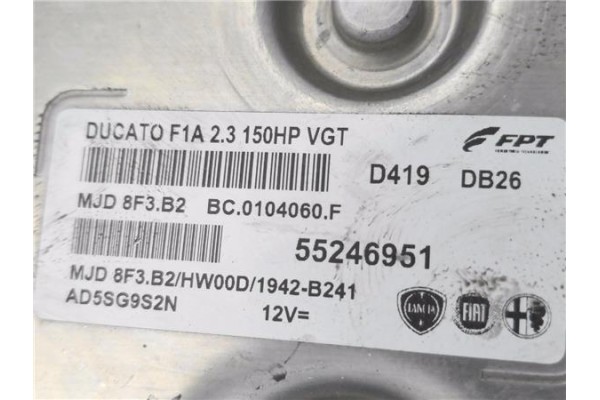 DUCATO F1A 2.3 150HP VGT
FPT
D419 DB26
MJD 8F3.B2 BC.0104060.F
55246951
MJD 8F3.B2/HW00D/1942-B241
AD5SG9S2N 12V=
LANCIA FIAT